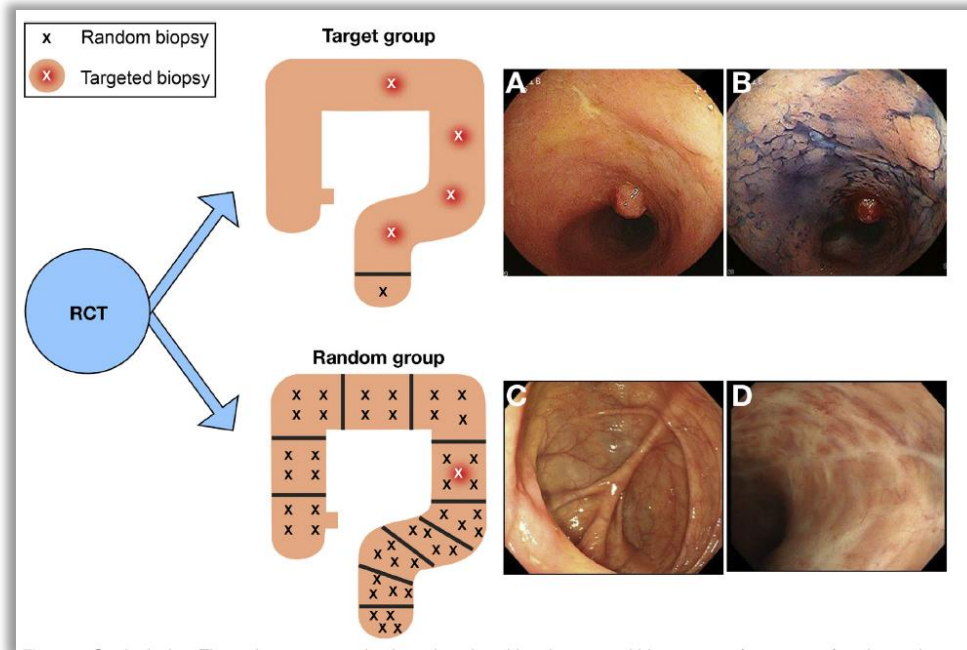 x Random biopsy
x Targeted biopsy
Target group
RCT
Random group
A
B
C
D